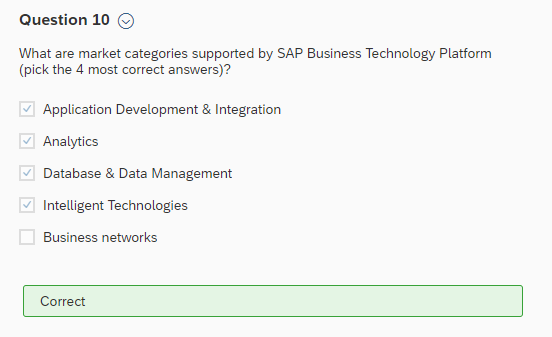 Question 10
What are market categories supported by SAP Business Technology Platform
(pick the 4 most correct answers)?
Application Development & Integration
Analytics
Database & Data Management
Intelligent Technologies
Business networks
Correct